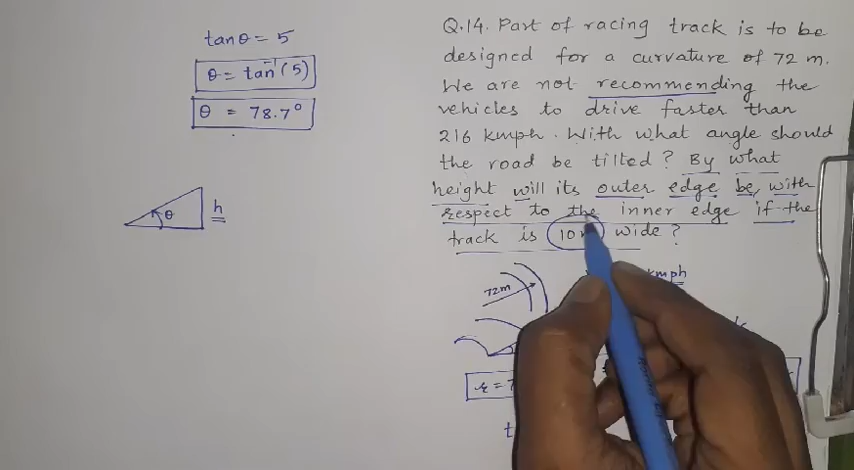 tanθ = 5
θ = tan⁻¹(5)
θ = 78.7°
θ
h
Q.14. Part of racing track is to be
designed for a curvature of 72 m.
We are not recommending the
vehicles to drive faster than
216 kmph. With what angle should
the road be tilted? By what
height will its outer edge be, with
respect to the inner edge if the
track is 10 wide?
72m
kmph